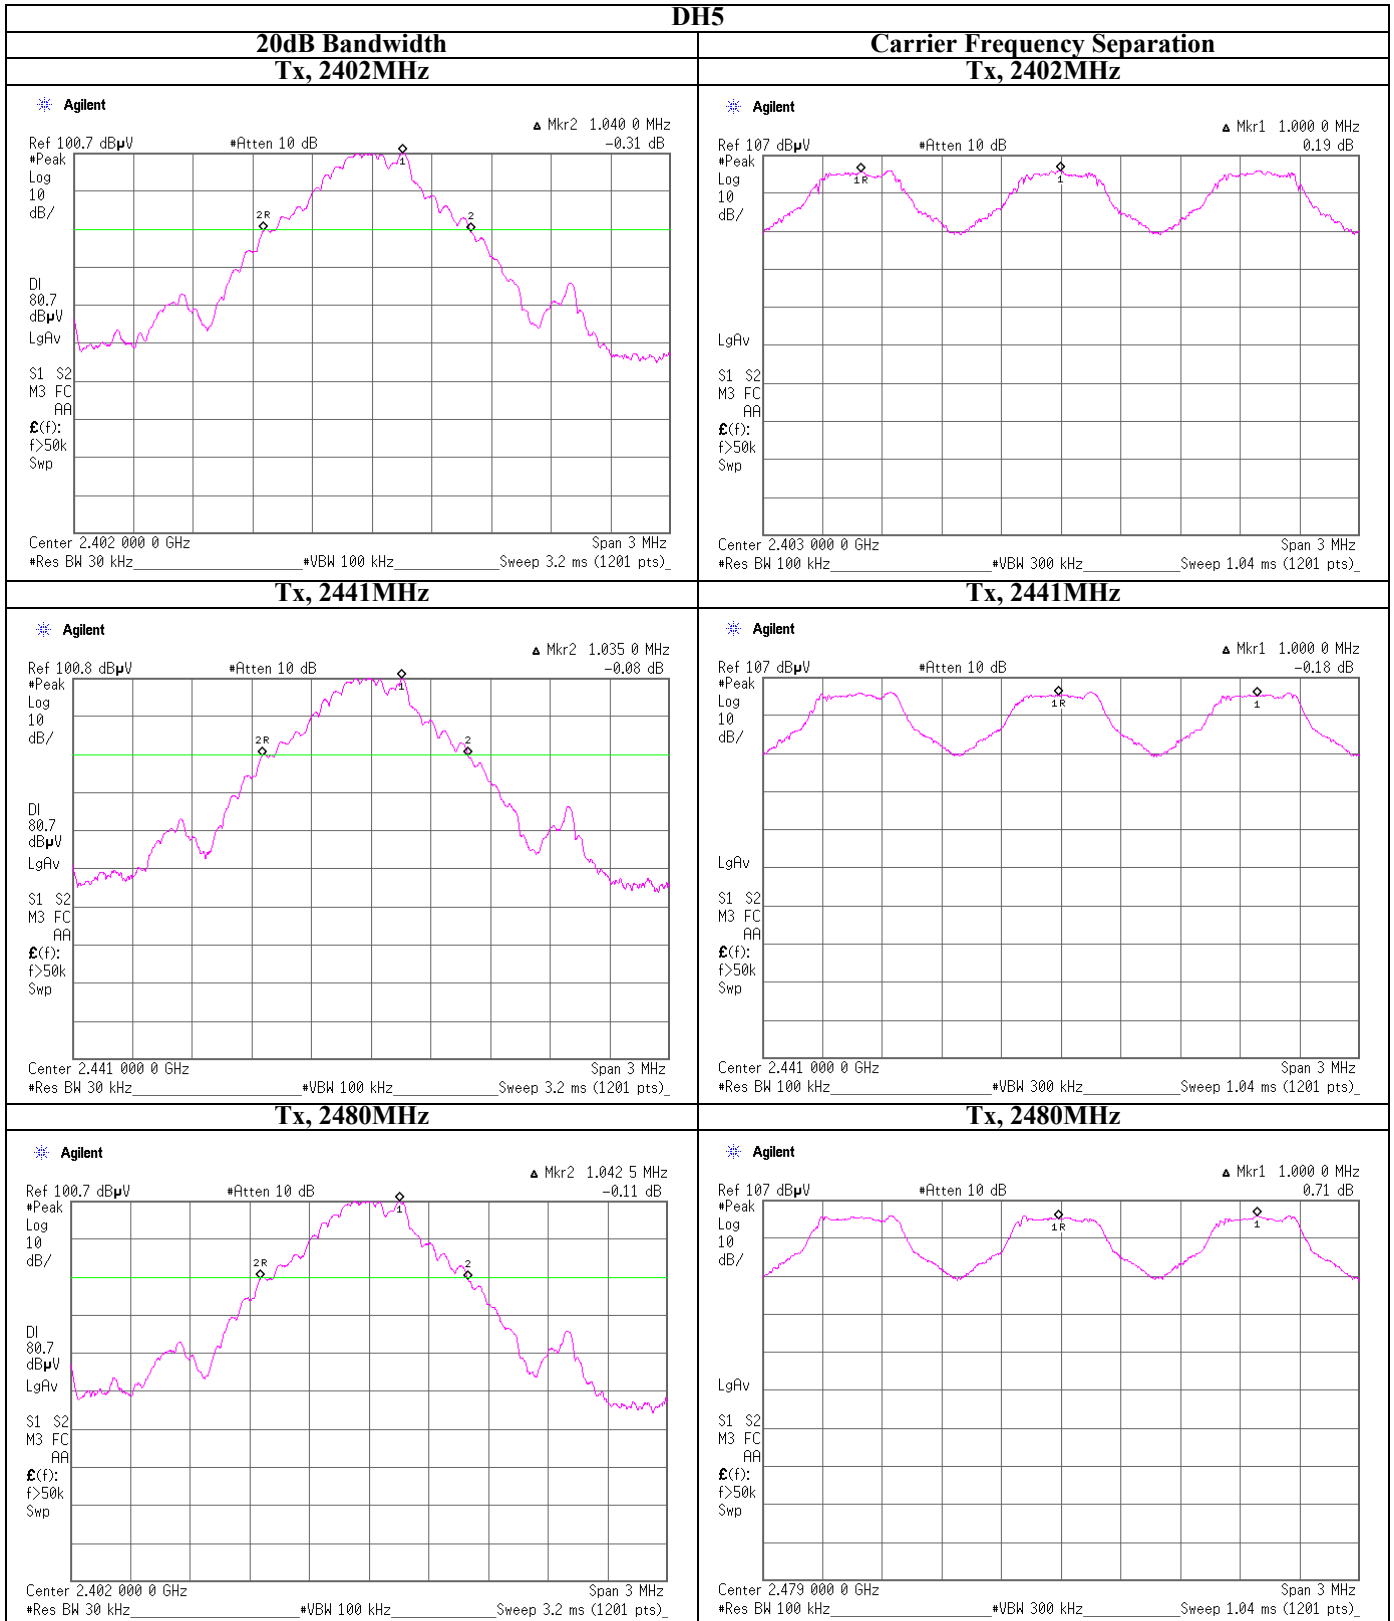 DH5
20dB Bandwidth
Carrier Frequency Separation
Tx, 2402MHz
Tx, 2402MHz
Agilent
Δ Mkr2 1.040 0 MHz
Ref 100.7 dBµV #Atten 10 dB -0.31 dB
#Peak
Log
10
dB/
1
2R
2
DI
80.7
dBµV
LgAv
S1 S2
M3 FC
AA
£(f):
f>50k
Swp
Center 2.402 000 0 GHz Span 3 MHz
#Res BW 30 kHz #VBW 100 kHz Sweep 3.2 ms (1201 pts)
Agilent
Δ Mkr1 1.000 0 MHz
Ref 107 dBµV #Atten 10 dB 0.19 dB
#Peak
Log
10
dB/
1R
1
LgAv
S1 S2
M3 FC
AA
£(f):
f>50k
Swp
Center 2.403 000 0 GHz Span 3 MHz
#Res BW 100 kHz #VBW 300 kHz Sweep 1.04 ms (1201 pts)
Tx, 2441MHz
Tx, 2441MHz
Agilent
Δ Mkr2 1.035 0 MHz
Ref 100.8 dBµV #Atten 10 dB -0.08 dB
#Peak
Log
10
dB/
1
2R
2
DI
80.7
dBµV
LgAv
S1 S2
M3 FC
AA
£(f):
f>50k
Swp
Center 2.441 000 0 GHz Span 3 MHz
#Res BW 30 kHz #VBW 100 kHz Sweep 3.2 ms (1201 pts)
Agilent
Δ Mkr1 1.000 0 MHz
Ref 107 dBµV #Atten 10 dB -0.18 dB
#Peak
Log
10
dB/
1R
1
LgAv
S1 S2
M3 FC
AA
£(f):
f>50k
Swp
Center 2.441 000 0 GHz Span 3 MHz
#Res BW 100 kHz #VBW 300 kHz Sweep 1.04 ms (1201 pts)
Tx, 2480MHz
Tx, 2480MHz
Agilent
Δ Mkr2 1.042 5 MHz
Ref 100.7 dBµV #Atten 10 dB -0.11 dB
#Peak
Log
10
dB/
1
2R
2
DI
80.7
dBµV
LgAv
S1 S2
M3 FC
AA
£(f):
f>50k
Swp
Center 2.402 000 0 GHz Span 3 MHz
#Res BW 30 kHz #VBW 100 kHz Sweep 3.2 ms (1201 pts)
Agilent
Δ Mkr1 1.000 0 MHz
Ref 107 dBµV #Atten 10 dB 0.71 dB
#Peak
Log
10
dB/
1R
1
LgAv
S1 S2
M3 FC
AA
£(f):
f>50k
Swp
Center 2.479 000 0 GHz Span 3 MHz
#Res BW 100 kHz #VBW 300 kHz Sweep 1.04 ms (1201 pts)